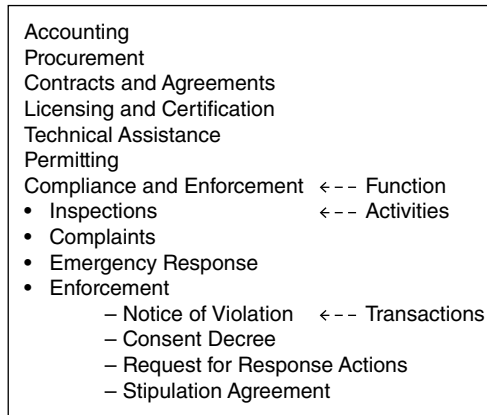 Accounting
Procurement
Contracts and Agreements
Licensing and Certification
Technical Assistance
Permitting
Compliance and Enforcement ←-- Function
• Inspections ←-- Activities
• Complaints
• Emergency Response
• Enforcement
– Notice of Violation ←-- Transactions
– Consent Decree
– Request for Response Actions
– Stipulation Agreement